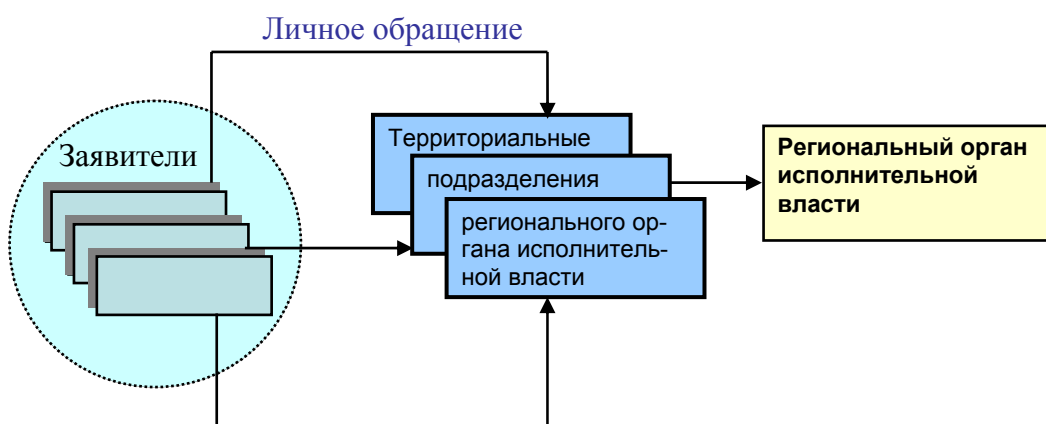 Личное обращение
Заявители
Территориальные
подразделения
регионального ор-
гана исполнитель-
ной власти
Региональный орган
исполнительной
власти